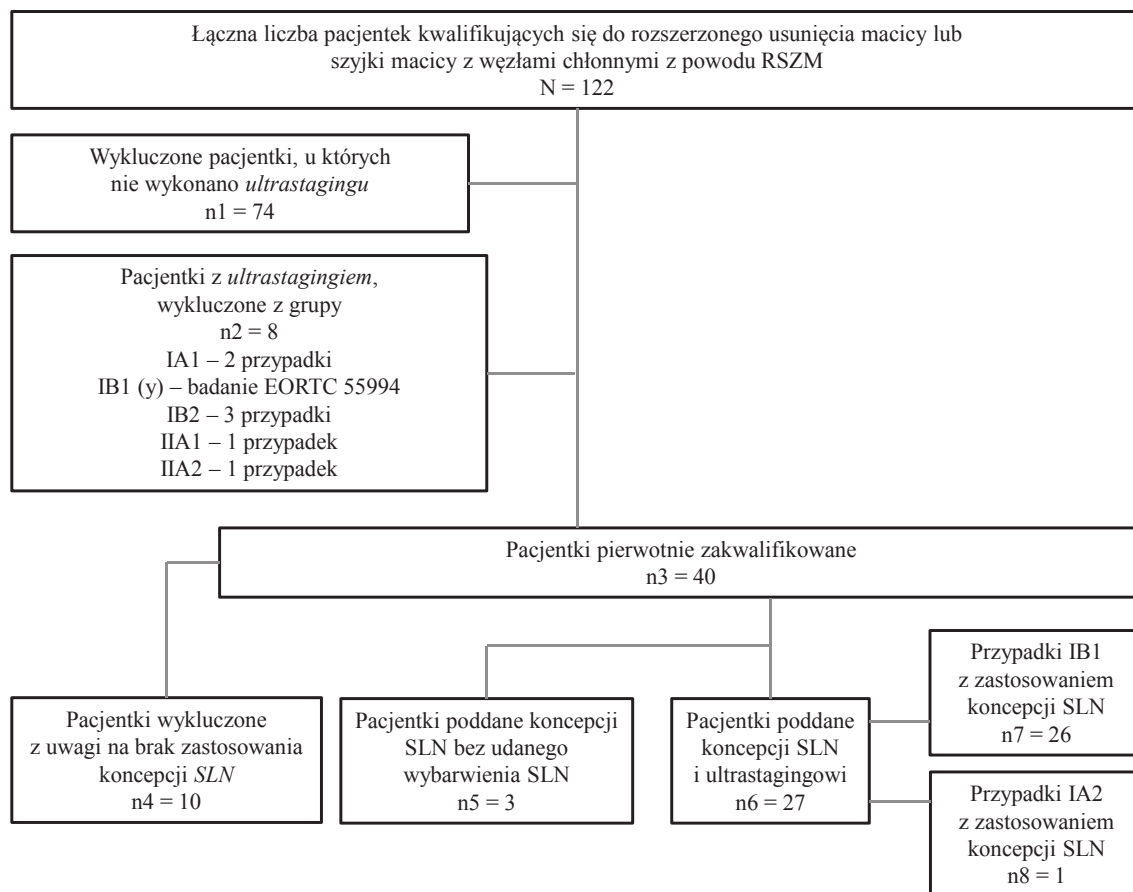 Łączna liczba pacjentek kwalifikujących się do rozszerzonego usunięcia macicy lub
szyjki macicy z węzłami chłonnymi z powodu RSZM
N = 122
Wykluczone pacjentki, u których
nie wykonano ultrastagingu
n1 = 74
Pacjentki z ultrastagingiem,
wykluczone z grupy
n2 = 8
IA1 – 2 przypadki
IB1 (y) – badanie EORTC 55994
IB2 – 3 przypadki
IIA1 – 1 przypadek
IIA2 – 1 przypadek
Pacjentki pierwotnie zakwalifikowane
n3 = 40
Pacjentki wykluczone
z uwagi na brak zastosowania
koncepcji SLN
n4 = 10
Pacjentki poddane koncepcji
SLN bez udanego
wybarwienia SLN
n5 = 3
Pacjentki poddane
koncepcji SLN
i ultrastagingowi
n6 = 27
Przypadki IB1
z zastosowaniem
koncepcji SLN
n7 = 26
Przypadki IA2
z zastosowaniem
koncepcji SLN
n8 = 1